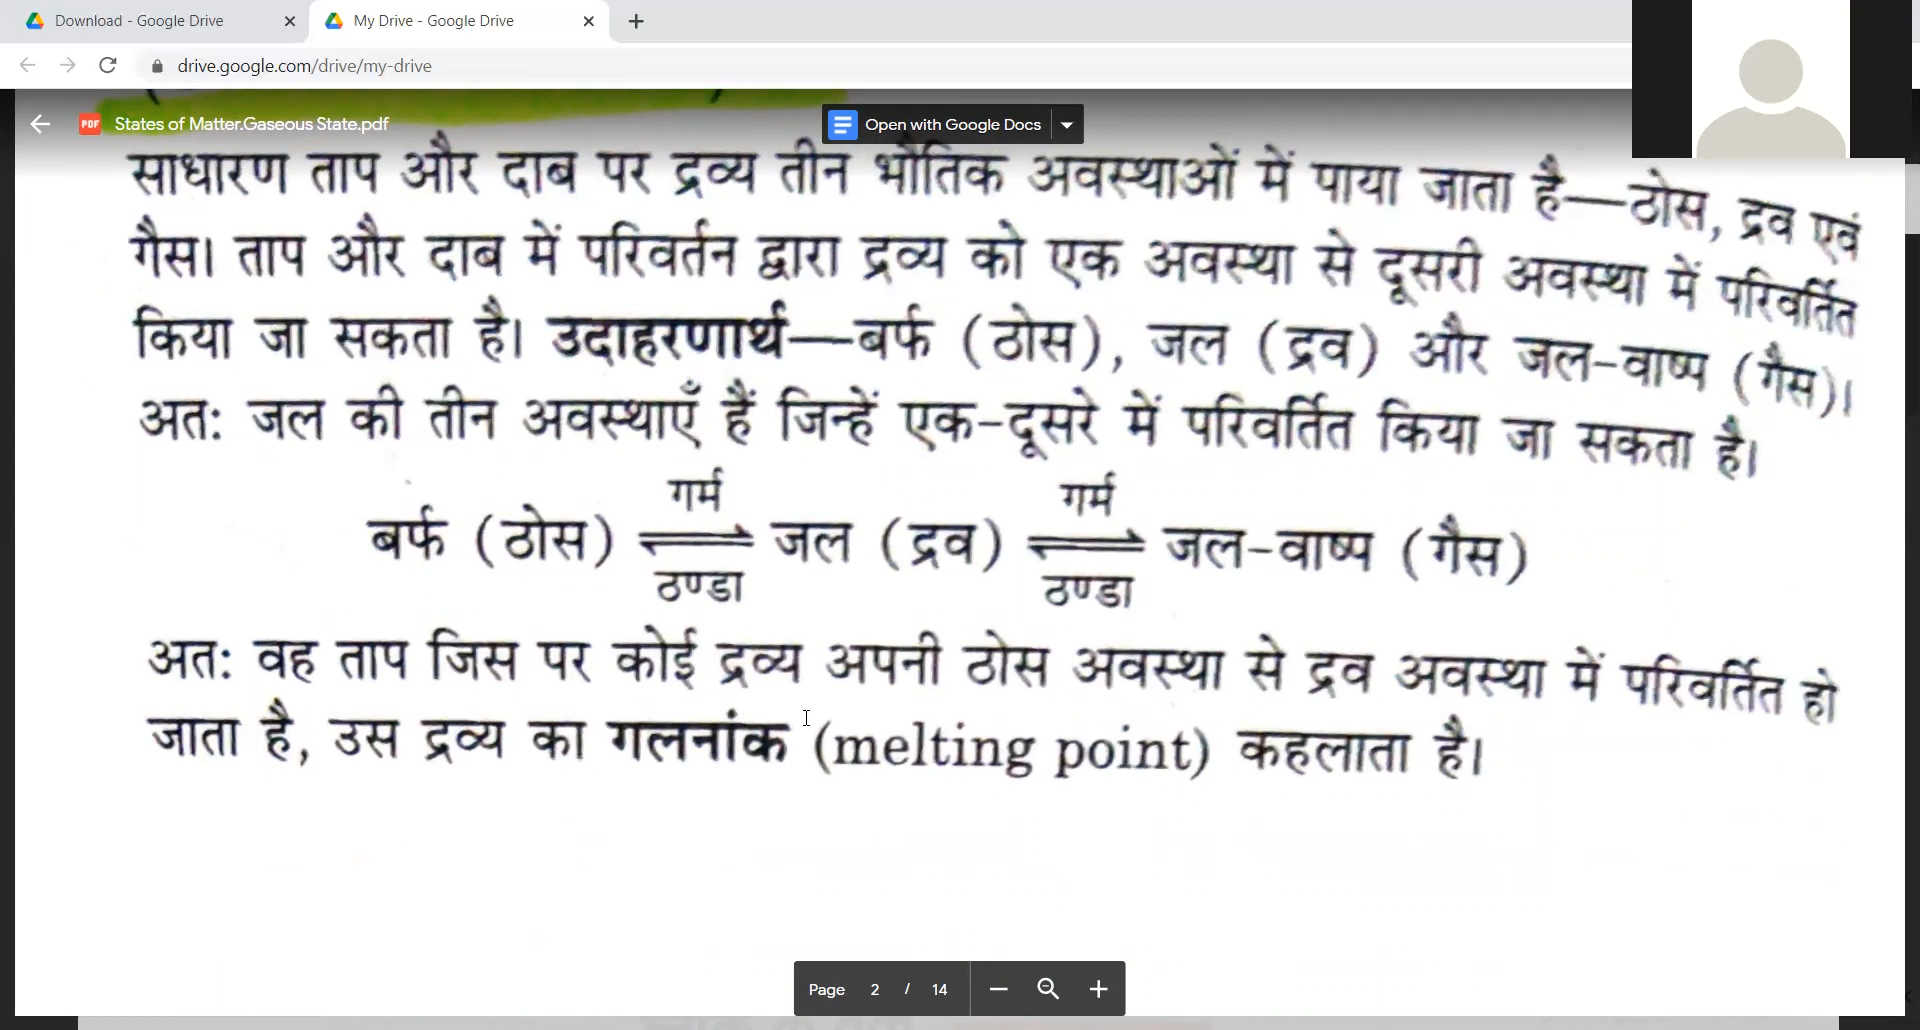 Download - Google Drive
My Drive - Google Drive
drive.google.com/drive/my-drive
PDF States of Matter.Gaseous State.pdf
Open with Google Docs
साधारण ताप और दाब पर द्रव्य तीन भौतिक अवस्थाओं में पाया जाता है—ठोस, द्रव एवं
गैस। ताप और दाब में परिवर्तन द्वारा द्रव्य को एक अवस्था से दूसरी अवस्था में परिवर्तित
किया जा सकता है। उदाहरणार्थ—बर्फ (ठोस), जल (द्रव) और जल-वाष्प (गैस)।
अत: जल की तीन अवस्थाएँ हैं जिन्हें एक-दूसरे में परिवर्तित किया जा सकता है।
गर्म गर्म
बर्फ (ठोस) ⇌ जल (द्रव) ⇌ जल-वाष्प (गैस)
ठण्डा ठण्डा
अत: वह ताप जिस पर कोई द्रव्य अपनी ठोस अवस्था से द्रव अवस्था में परिवर्तित हो
जाता है, उस द्रव्य का गलनांक (melting point) कहलाता है।
Page 2 / 14